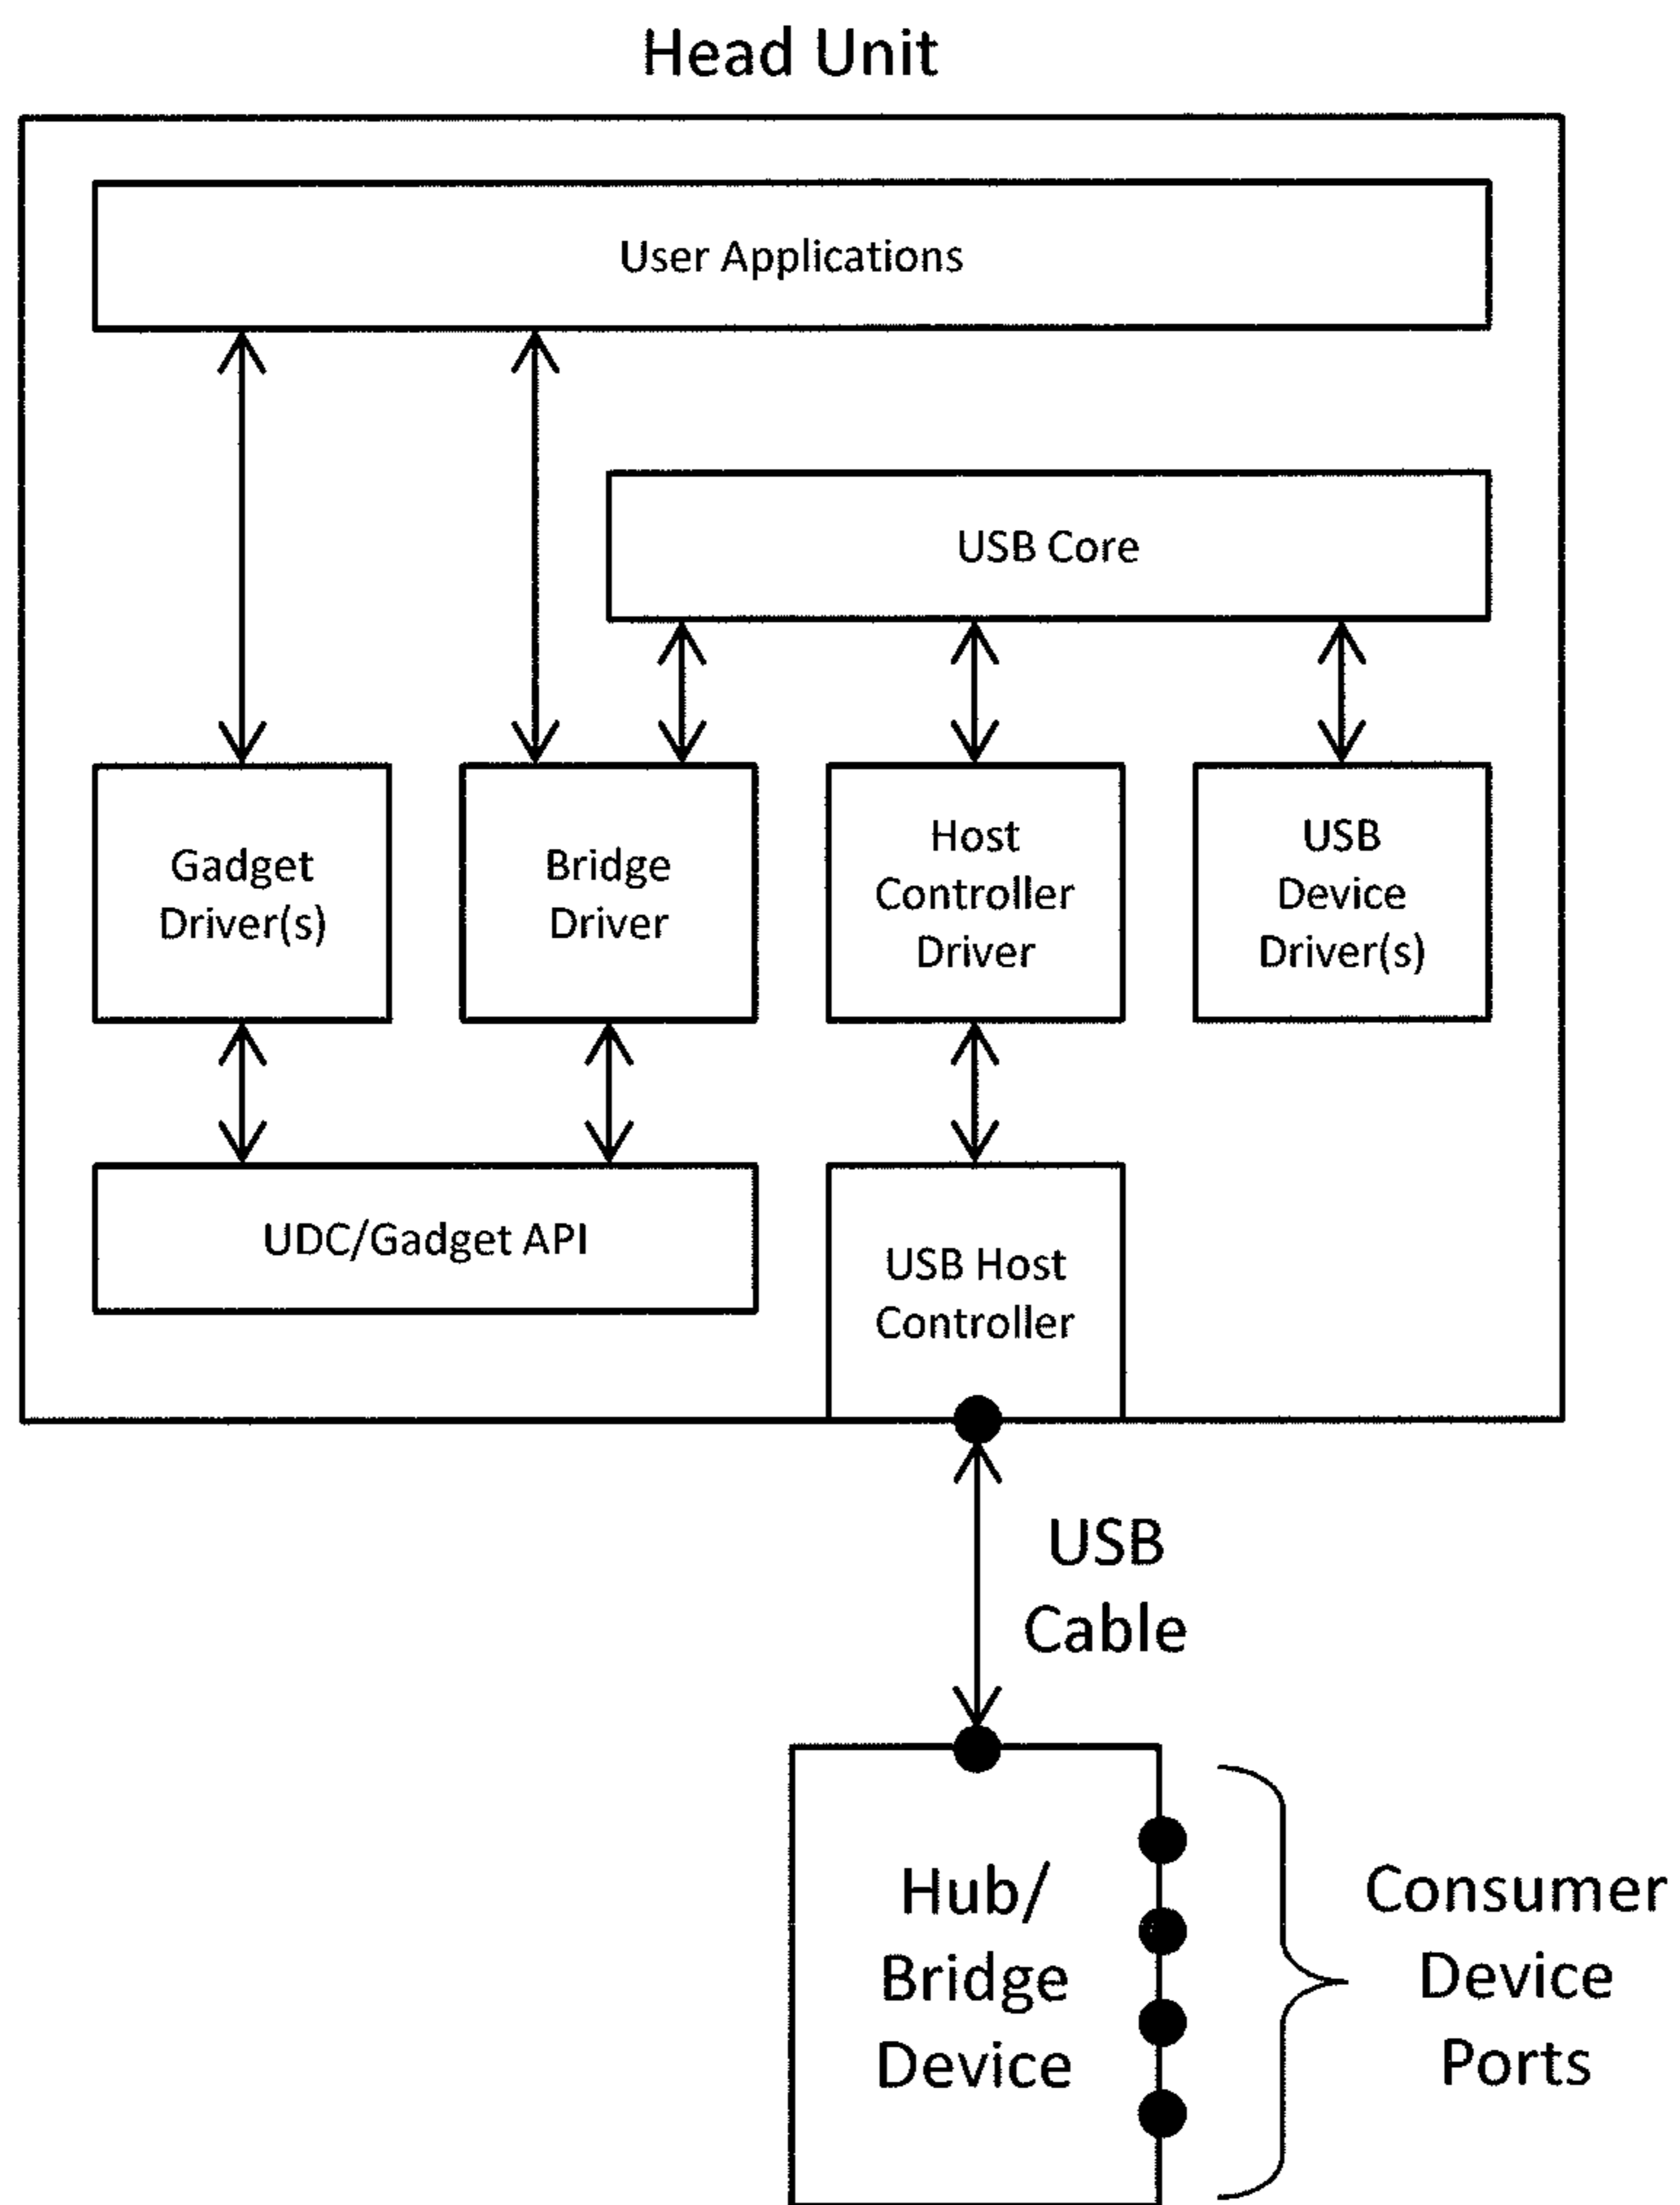 Head Unit
User Applications
USB Core
Gadget
Driver(s)
Bridge
Driver
Host
Controller
Driver
USB
Device
Driver(s)
UDC/Gadget API
USB Host
Controller
USB
Cable
Hub/
Bridge
Device
Consumer
Device
Ports